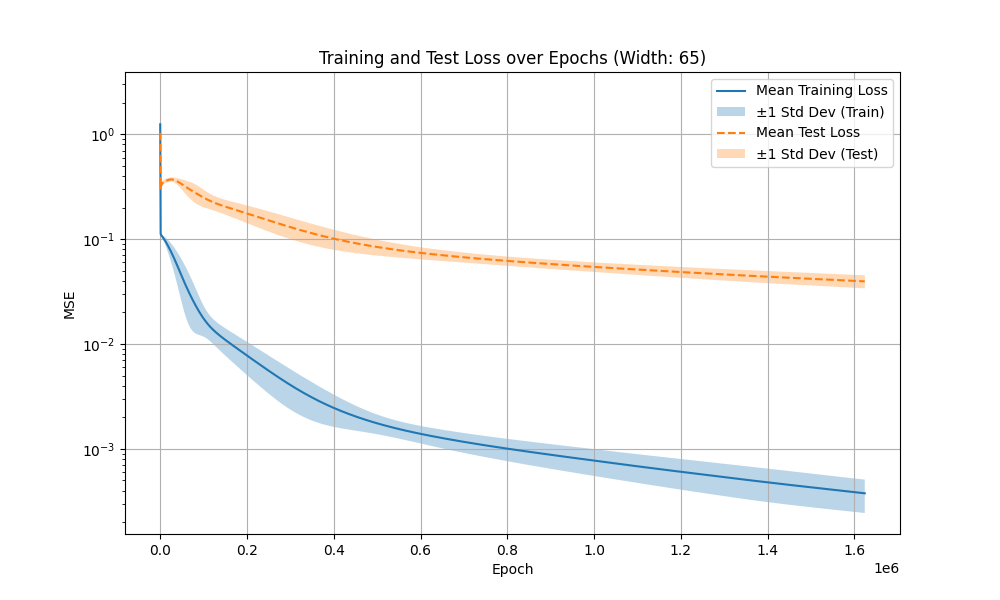 Training and Test Loss over Epochs (Width: 65)
Mean Training Loss
±1 Std Dev (Train)
Mean Test Loss
±1 Std Dev (Test)
MSE
10⁰
10⁻¹
10⁻²
10⁻³
0.0 0.2 0.4 0.6 0.8 1.0 1.2 1.4 1.6
1e6
Epoch